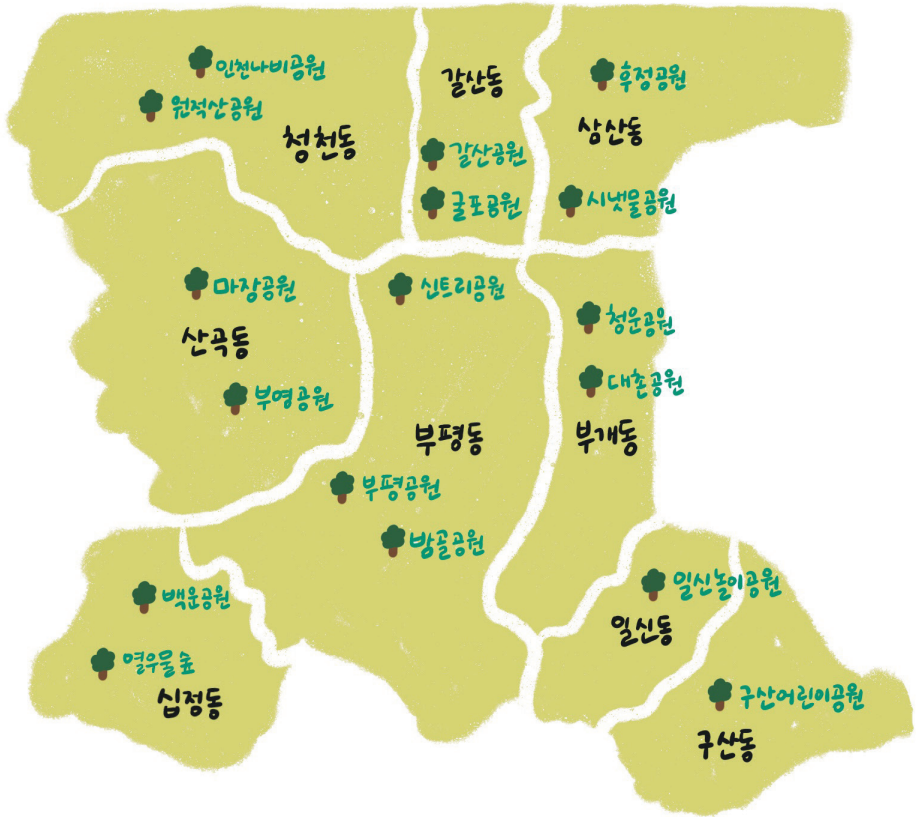 인천나비공원
원적산공원
청천동
갈산동
갈산공원
굴포공원
후정공원
삼산동
시냇물공원
마장공원
산곡동
부영공원
신트리공원
부평동
부평공원
밤골공원
청운공원
대촌공원
부개동
백운공원
열우물숲
십정동
일신놀이공원
일신동
구산어린이공원
구산동